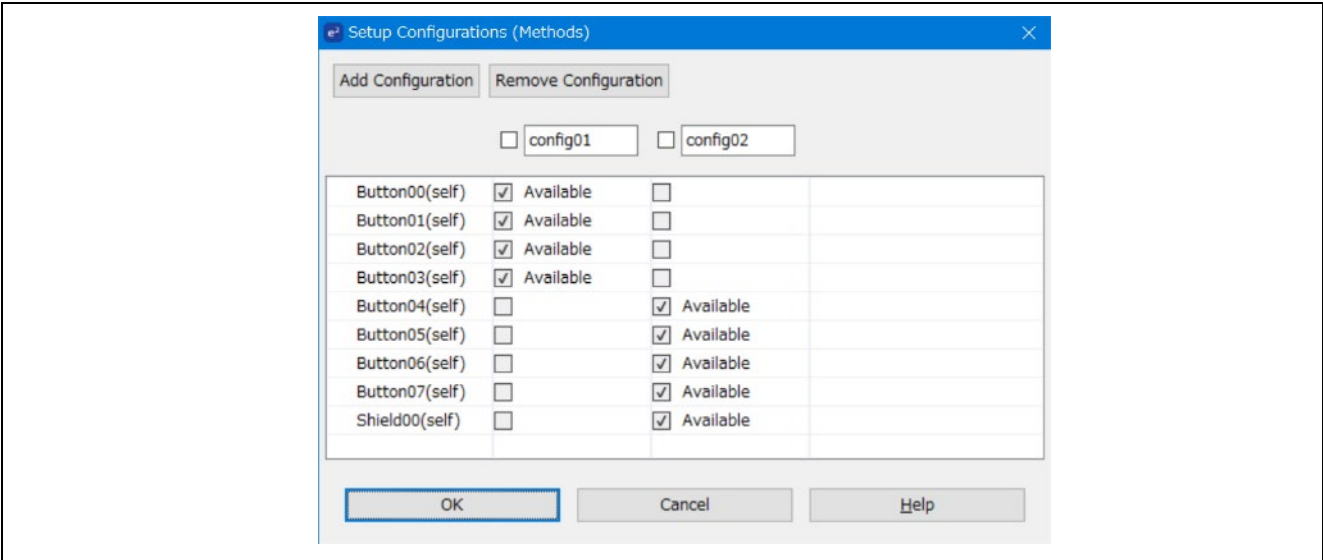 e² Setup Configurations (Methods)
Add Configuration Remove Configuration
config01 config02
Button00(self) Available
Button01(self) Available
Button02(self) Available
Button03(self) Available
Button04(self) Available
Button05(self) Available
Button06(self) Available
Button07(self) Available
Shield00(self) Available
OK Cancel Help